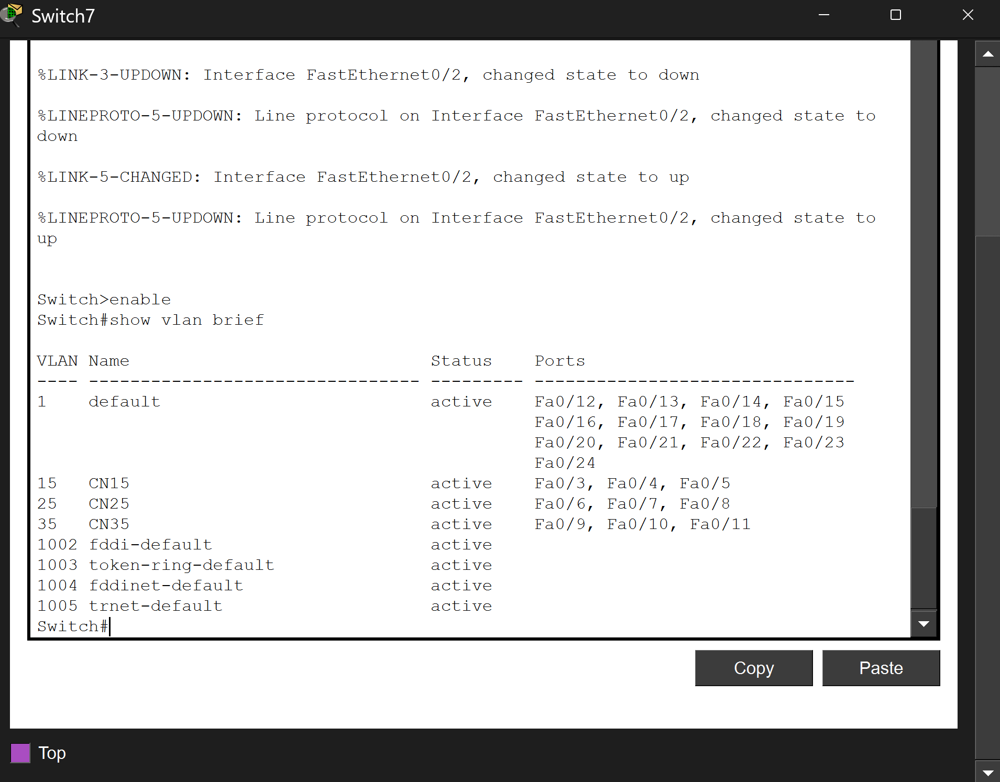 Switch7
%LINK-3-UPDOWN: Interface FastEthernet0/2, changed state to down
%LINEPROTO-5-UPDOWN: Line protocol on Interface FastEthernet0/2, changed state to
down
%LINK-5-CHANGED: Interface FastEthernet0/2, changed state to up
%LINEPROTO-5-UPDOWN: Line protocol on Interface FastEthernet0/2, changed state to
up
Switch>enable
Switch#show vlan brief
VLAN Name                             Status    Ports
---- -------------------------------- --------- -------------------------------
1    default                          active    Fa0/12, Fa0/13, Fa0/14, Fa0/15
                                                Fa0/16, Fa0/17, Fa0/18, Fa0/19
                                                Fa0/20, Fa0/21, Fa0/22, Fa0/23
                                                Fa0/24
15   CN15                             active    Fa0/3, Fa0/4, Fa0/5
25   CN25                             active    Fa0/6, Fa0/7, Fa0/8
35   CN35                             active    Fa0/9, Fa0/10, Fa0/11
1002 fddi-default                     active
1003 token-ring-default               active
1004 fddinet-default                  active
1005 trnet-default                    active
Switch#
Copy Paste
Top